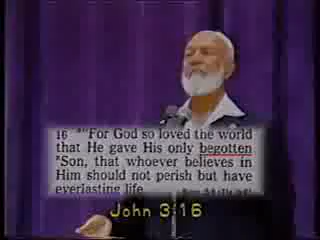 16 "For God so loved the world
that He gave His only begotten
Son, that whoever believes in
Him should not perish but have
everlasting life
John 3:16